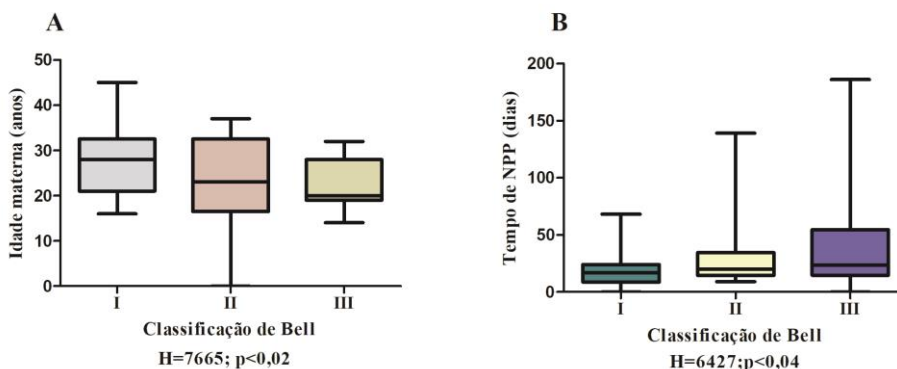 A
Idade materna (anos)
50
40
30
20
10
0
I II III
Classificação de Bell
H=7665; p<0,02
B
Tempo de NPP (dias)
200
150
100
50
0
I II III
Classificação de Bell
H=6427;p<0,04